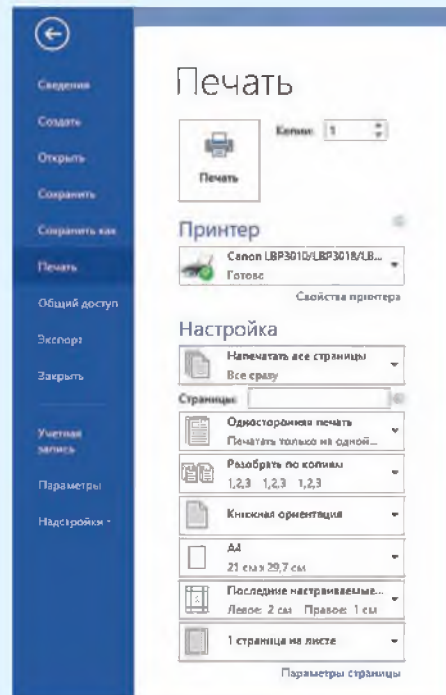 Сведения
Создать
Открыть
Сохранить
Сохранить как
Печать
Общий доступ
Экспорт
Закрыть
Учетная
запись
Параметры
Надстройки
Печать
Копии: 1
Печать
Принтер
Canon LBP3010/LBP3018/LB...
Готово
Свойства принтера
Настройка
Напечатать все страницы
Все сразу
Страницы:
Односторонняя печать
Печатать только на одной...
Разобрать по копиям
1,2,3 1,2,3 1,2,3
Книжная ориентация
A4
21 см x 29,7 см
Последние настраиваемые...
Левое: 2 см Правое: 1 см
1 страница на листе
Параметры страницы